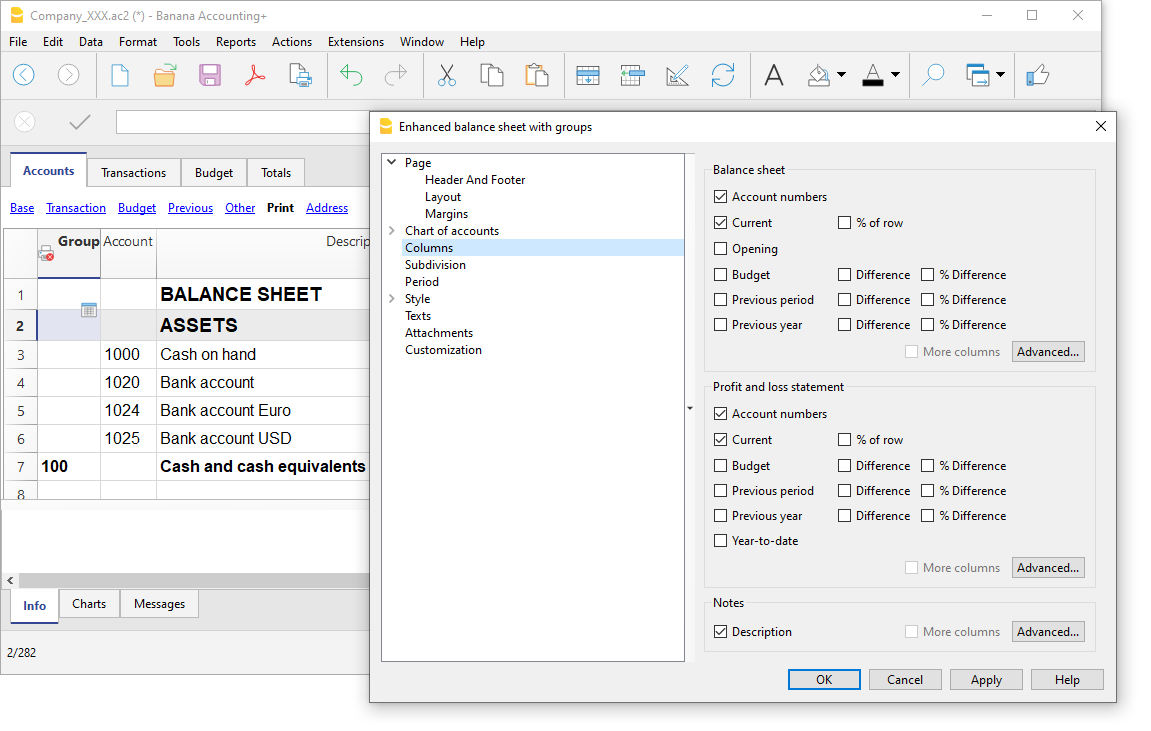 Company_XXX.ac2 (*) - Banana Accounting+
File Edit Data Format Tools Reports Actions Extensions Window Help
Accounts Transactions Budget Totals
Base Transaction Budget Previous Other Print Address
Group Account Descrip
1 BALANCE SHEET
2 ASSETS
3 1000 Cash on hand
4 1020 Bank account
5 1024 Bank account Euro
6 1025 Bank account USD
7 100 Cash and cash equivalents
8
Info Charts Messages
2/282
Enhanced balance sheet with groups
Page
Header And Footer
Layout
Margins
Chart of accounts
Columns
Subdivision
Period
Style
Texts
Attachments
Customization
Balance sheet
Account numbers
Current % of row
Opening
Budget Difference % Difference
Previous period Difference % Difference
Previous year Difference % Difference
More columns Advanced...
Profit and loss statement
Account numbers
Current % of row
Budget Difference % Difference
Previous period Difference % Difference
Previous year Difference % Difference
Year-to-date
More columns Advanced...
Notes
Description More columns Advanced...
OK Cancel Apply Help